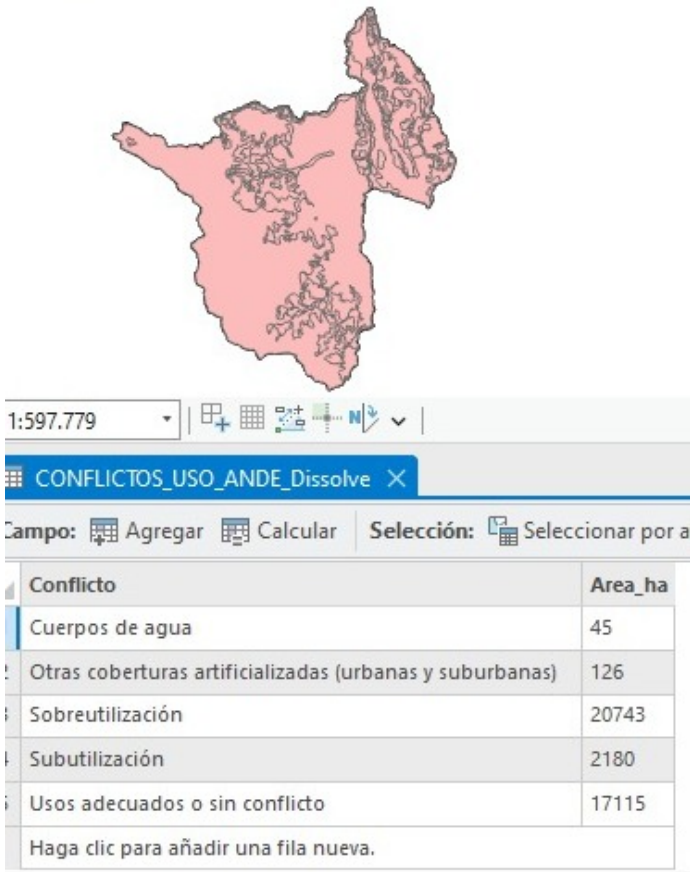 1:597.779
CONFLICTOS_USO_ANDE_Dissolve
Campo: Agregar Calcular Selección: Seleccionar por a
Conflicto Area_ha
Cuerpos de agua 45
Otras coberturas artificializadas (urbanas y suburbanas) 126
Sobreutilización 20743
Subutilización 2180
Usos adecuados o sin conflicto 17115
Haga clic para añadir una fila nueva.